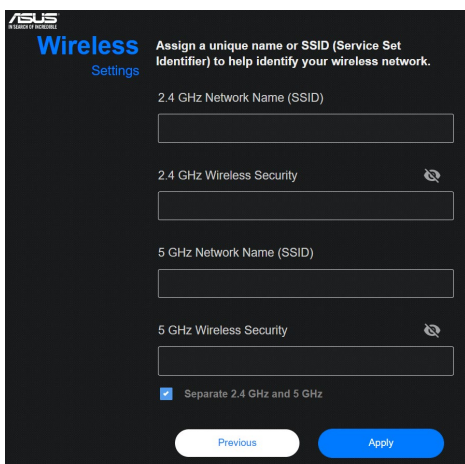 ASUS
IN SEARCH OF INCREDIBLE
Wireless
Settings
Assign a unique name or SSID (Service Set
Identifier) to help identify your wireless network.
2.4 GHz Network Name (SSID)
2.4 GHz Wireless Security
5 GHz Network Name (SSID)
5 GHz Wireless Security
Separate 2.4 GHz and 5 GHz
Previous
Apply